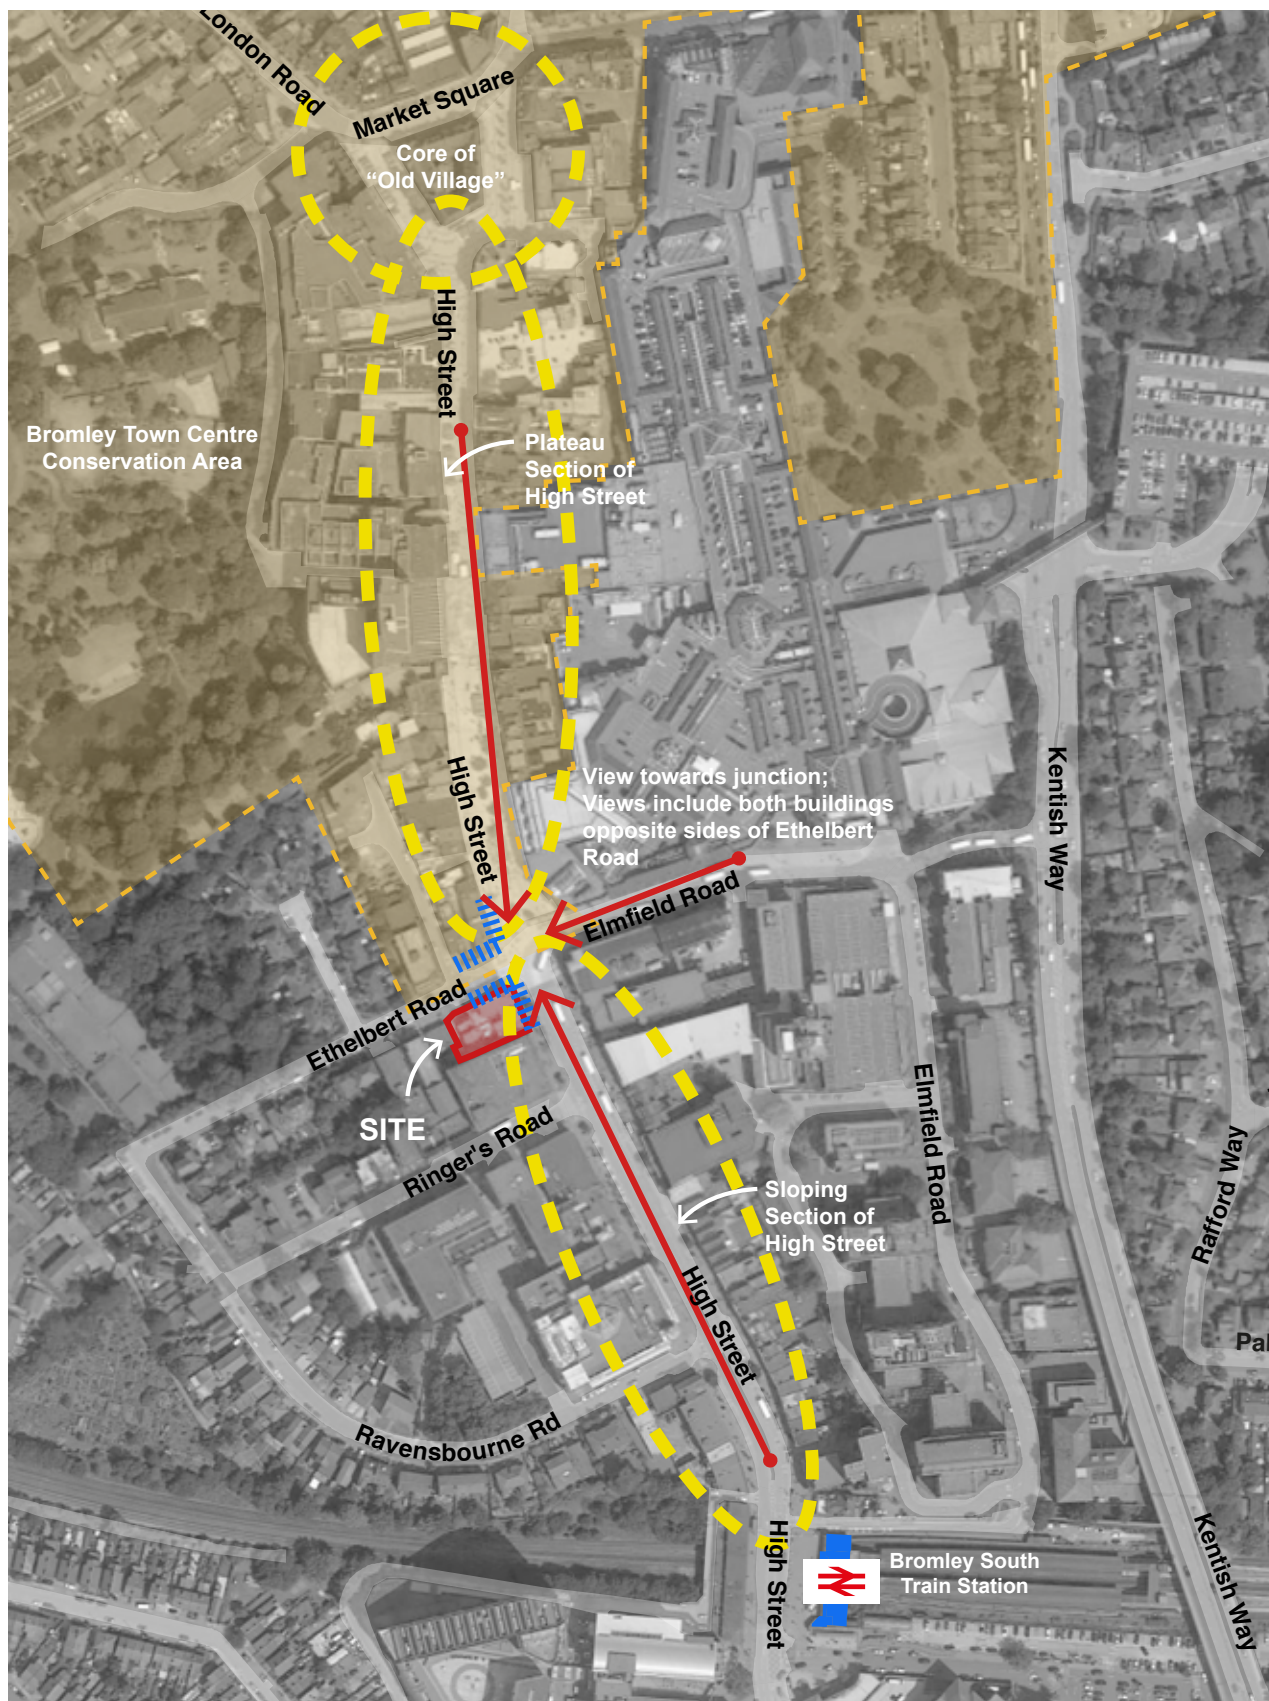 London Road
Market Square
Core of
“Old Village”
High Street
Bromley Town Centre
Conservation Area
Plateau
Section of
High Street
High Street
View towards junction;
Views include both buildings
opposite sides of Ethelbert
Road
Kentish Way
Elmfield Road
Ethelbert Road
SITE
Ringer's Road
Elmfield Road
Rafford Way
Sloping
Section of
High Street
High Street
Pal
Ravensbourne Rd
High Street
Bromley South
Train Station
Kentish Way